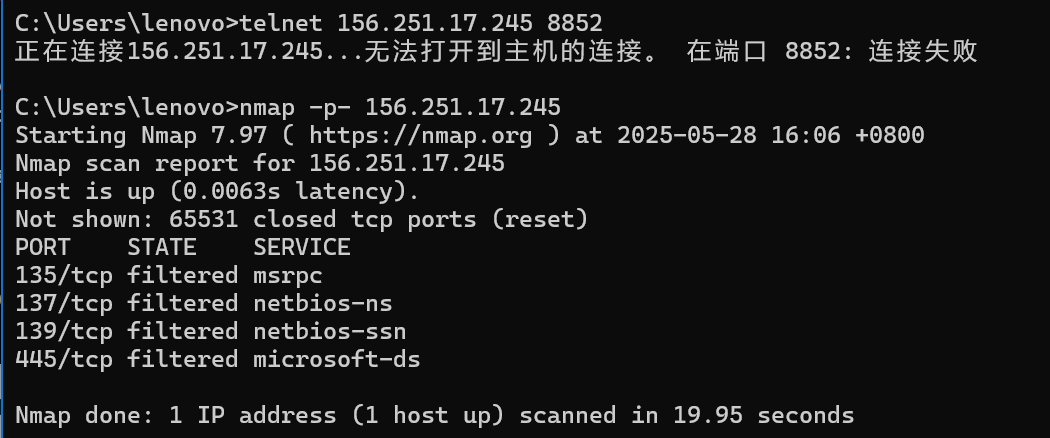 C:\Users\lenovo>telnet 156.251.17.245 8852
正在连接156.251.17.245...无法打开到主机的连接。 在端口 8852: 连接失败
C:\Users\lenovo>nmap -p- 156.251.17.245
Starting Nmap 7.97 ( https://nmap.org ) at 2025-05-28 16:06 +0800
Nmap scan report for 156.251.17.245
Host is up (0.0063s latency).
Not shown: 65531 closed tcp ports (reset)
PORT    STATE    SERVICE
135/tcp filtered msrpc
137/tcp filtered netbios-ns
139/tcp filtered netbios-ssn
445/tcp filtered microsoft-ds
Nmap done: 1 IP address (1 host up) scanned in 19.95 seconds